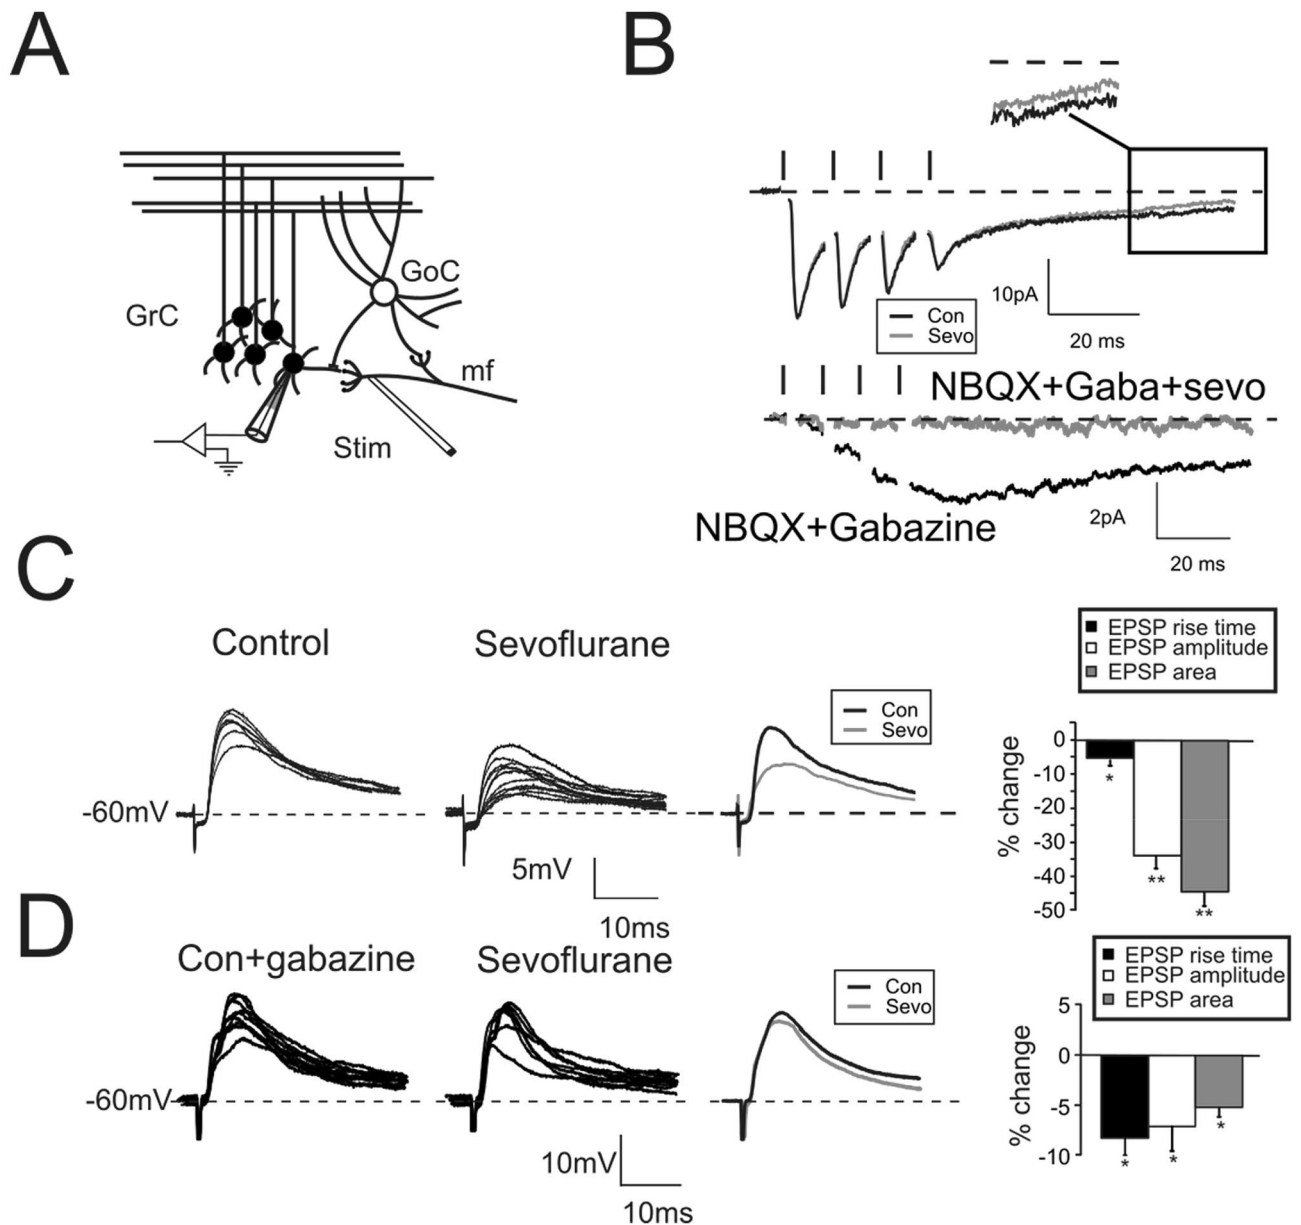 A
GrC
GoC
mf
Stim
B
Con
Sevo
10pA
20 ms
NBQX+Gaba+sevo
NBQX+Gabazine
2pA
20 ms
C
Control
Sevoflurane
Con
Sevo
-60mV
5mV
10ms
EPSP rise time
EPSP amplitude
EPSP area
% change
0
-10
-20
-30
-40
-50
*
**
**
D
Con+gabazine
Sevoflurane
Con
Sevo
-60mV
10mV
10ms
EPSP rise time
EPSP amplitude
EPSP area
% change
5
0
-5
-10
*
*
*